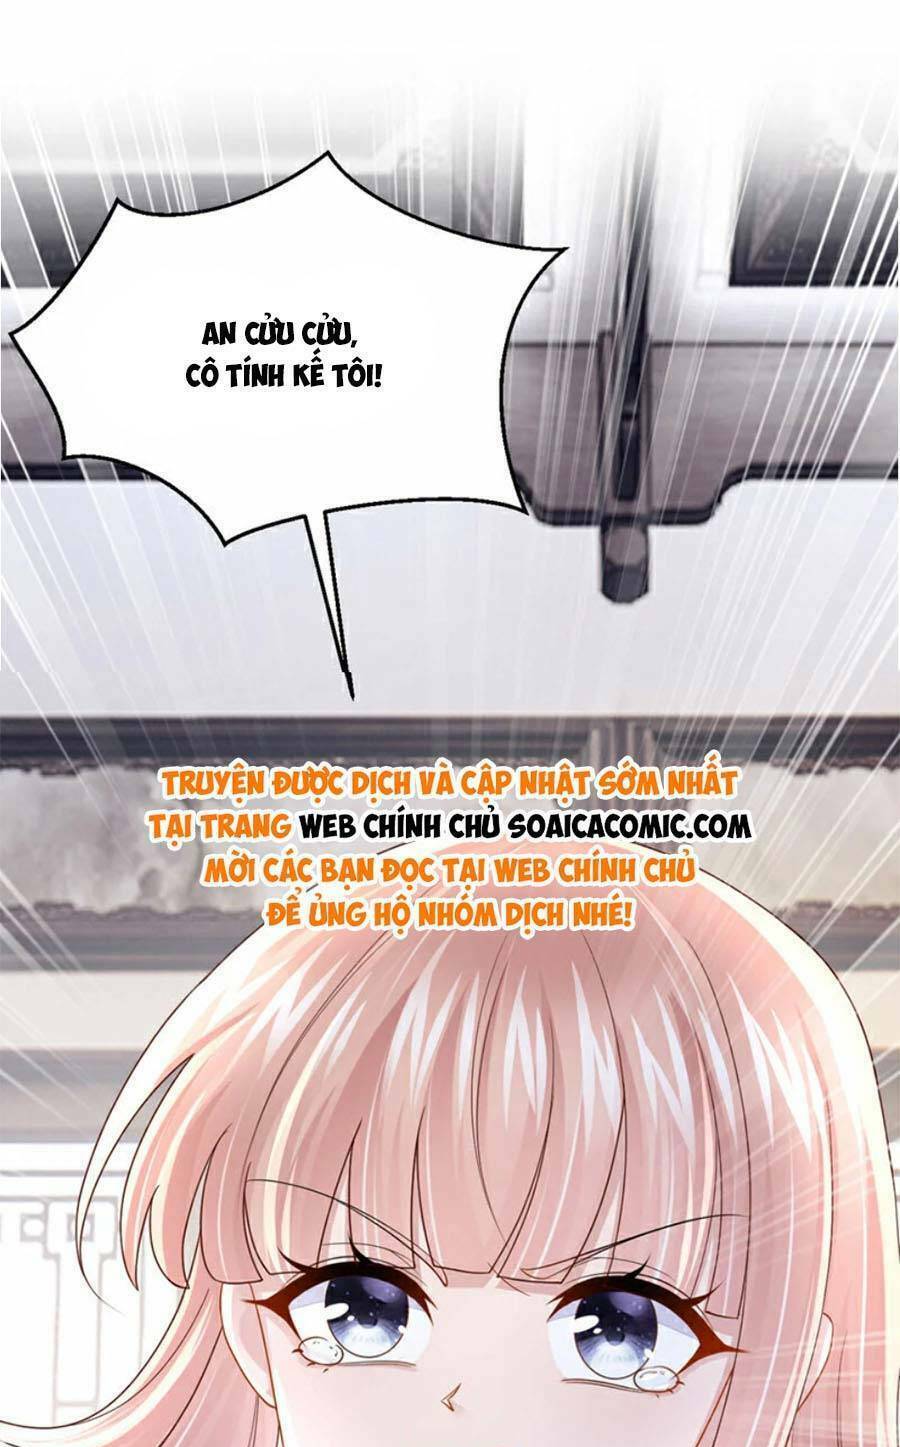 AN CỬU CỬU,
CÔ TÍNH KẾ TÔI!
TRUYỆN ĐƯỢC DỊCH VÀ CẬP NHẬT SỚM NHẤT
TẠI TRANG WEB CHÍNH CHỦ SOAICACOMIC.COM
MỜI CÁC BẠN ĐỌC TẠI WEB CHÍNH CHỦ
ĐỂ ỦNG HỘ NHÓM DỊCH NHÉ!